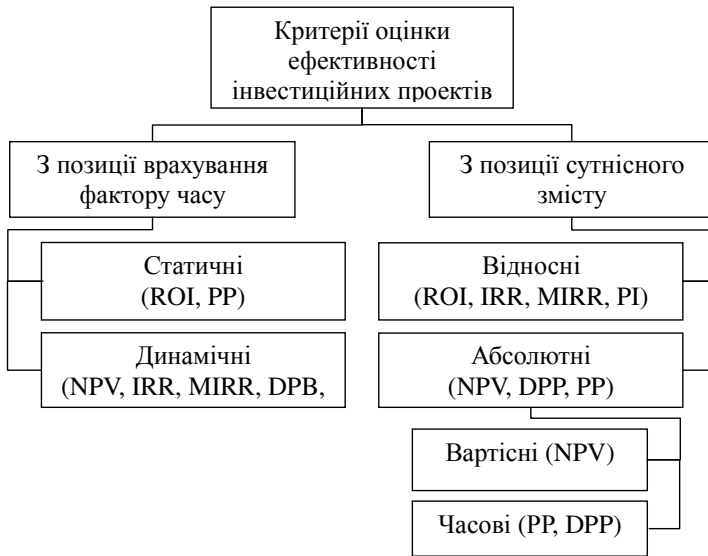 Критерії оцінки
ефективності
інвестиційних проектів
З позиції врахування
фактору часу
З позиції сутнісного
змісту
Статичні
(ROI, PP)
Відносні
(ROI, IRR, MIRR, PI)
Динамічні
(NPV, IRR, MIRR, DPB,
Абсолютні
(NPV, DPP, PP)
Вартісні (NPV)
Часові (PP, DPP)